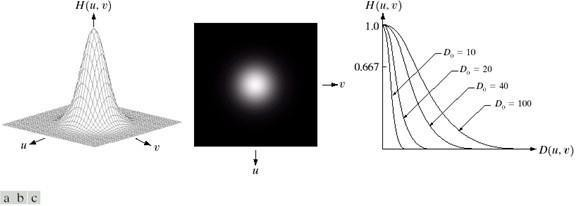 H(u, v)
u
v
v
u
H(u, v)
1.0
0.667
D₀ = 10
D₀ = 20
D₀ = 40
D₀ = 100
D(u, v)
a b c